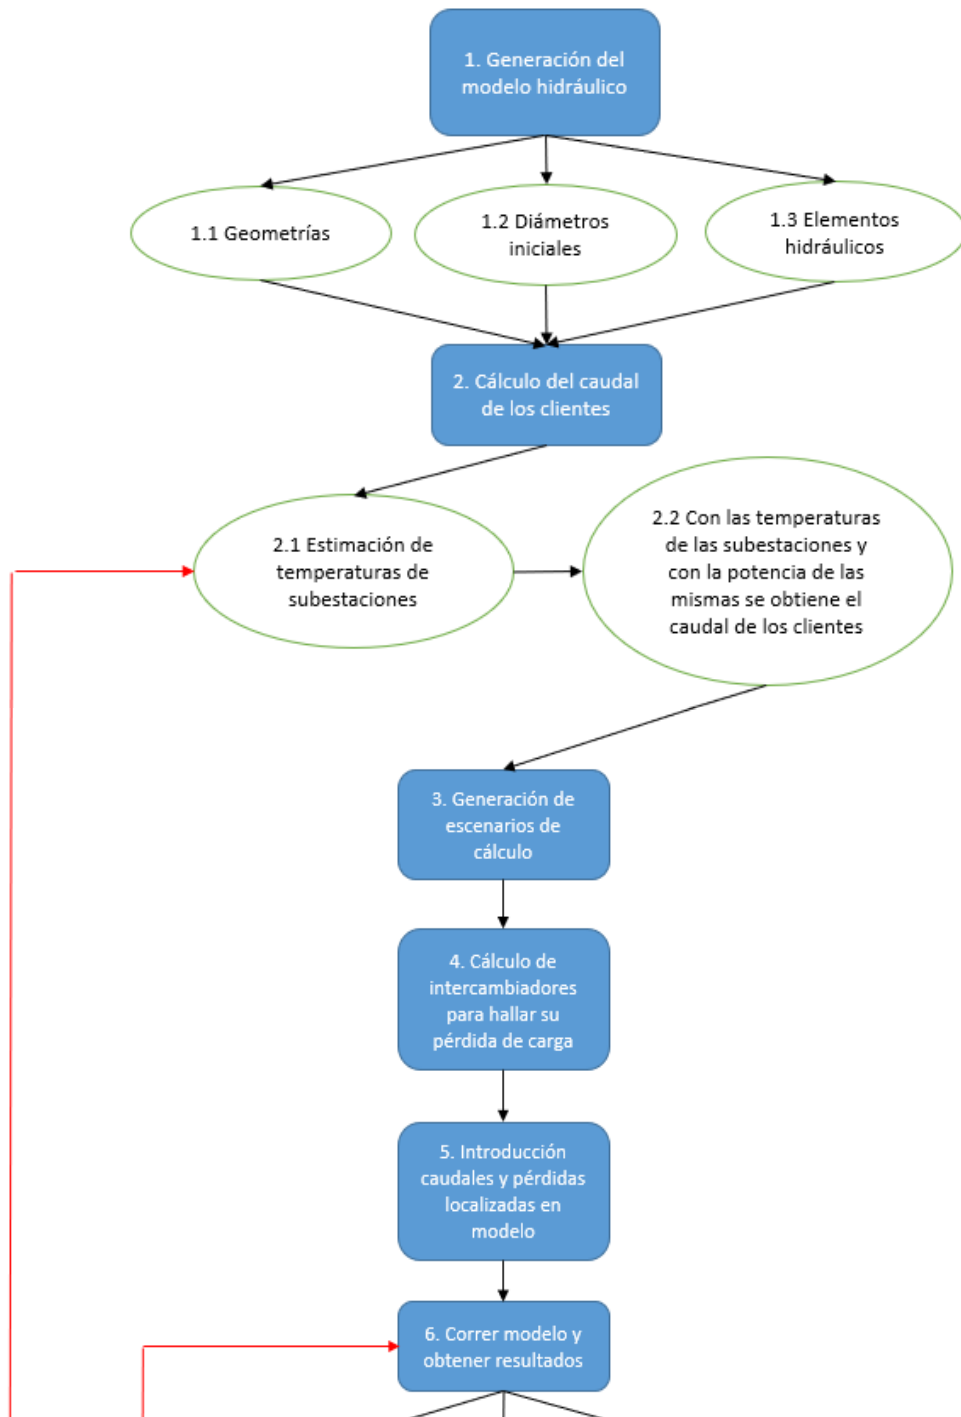 1. Generación del
modelo hidráulico
1.1 Geometrías
1.2 Diámetros
iniciales
1.3 Elementos
hidráulicos
2. Cálculo del caudal
de los clientes
2.1 Estimación de
temperaturas de
subestaciones
2.2 Con las temperaturas
de las subestaciones y
con la potencia de las
mismas se obtiene el
caudal de los clientes
3. Generación de
escenarios de
cálculo
4. Cálculo de
intercambiadores
para hallar su
pérdida de carga
5. Introducción
caudales y pérdidas
localizadas en
modelo
6. Correr modelo y
obtener resultados